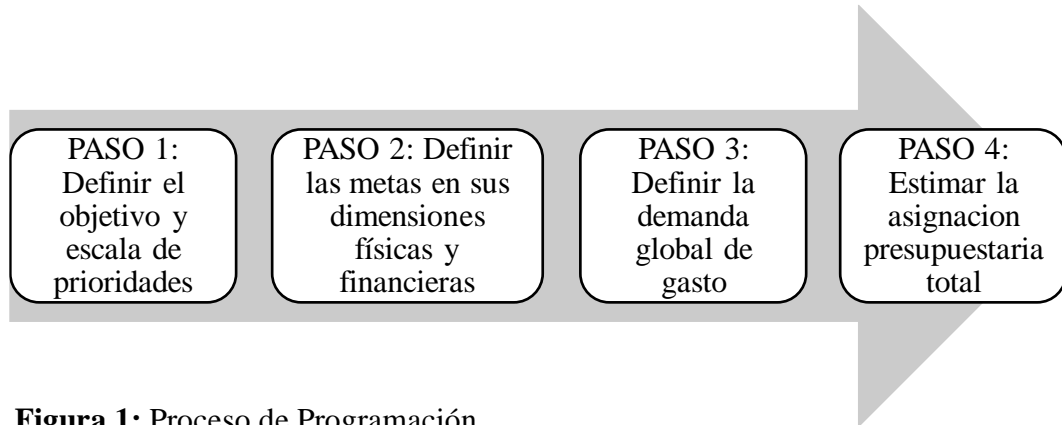 PASO 1:
Definir el
objetivo y
escala de
prioridades
PASO 2: Definir
las metas en sus
dimensiones
físicas y
financieras
PASO 3:
Definir la
demanda
global de
gasto
PASO 4:
Estimar la
asignacion
presupuestaria
total
Figura 1: Proceso de Programación